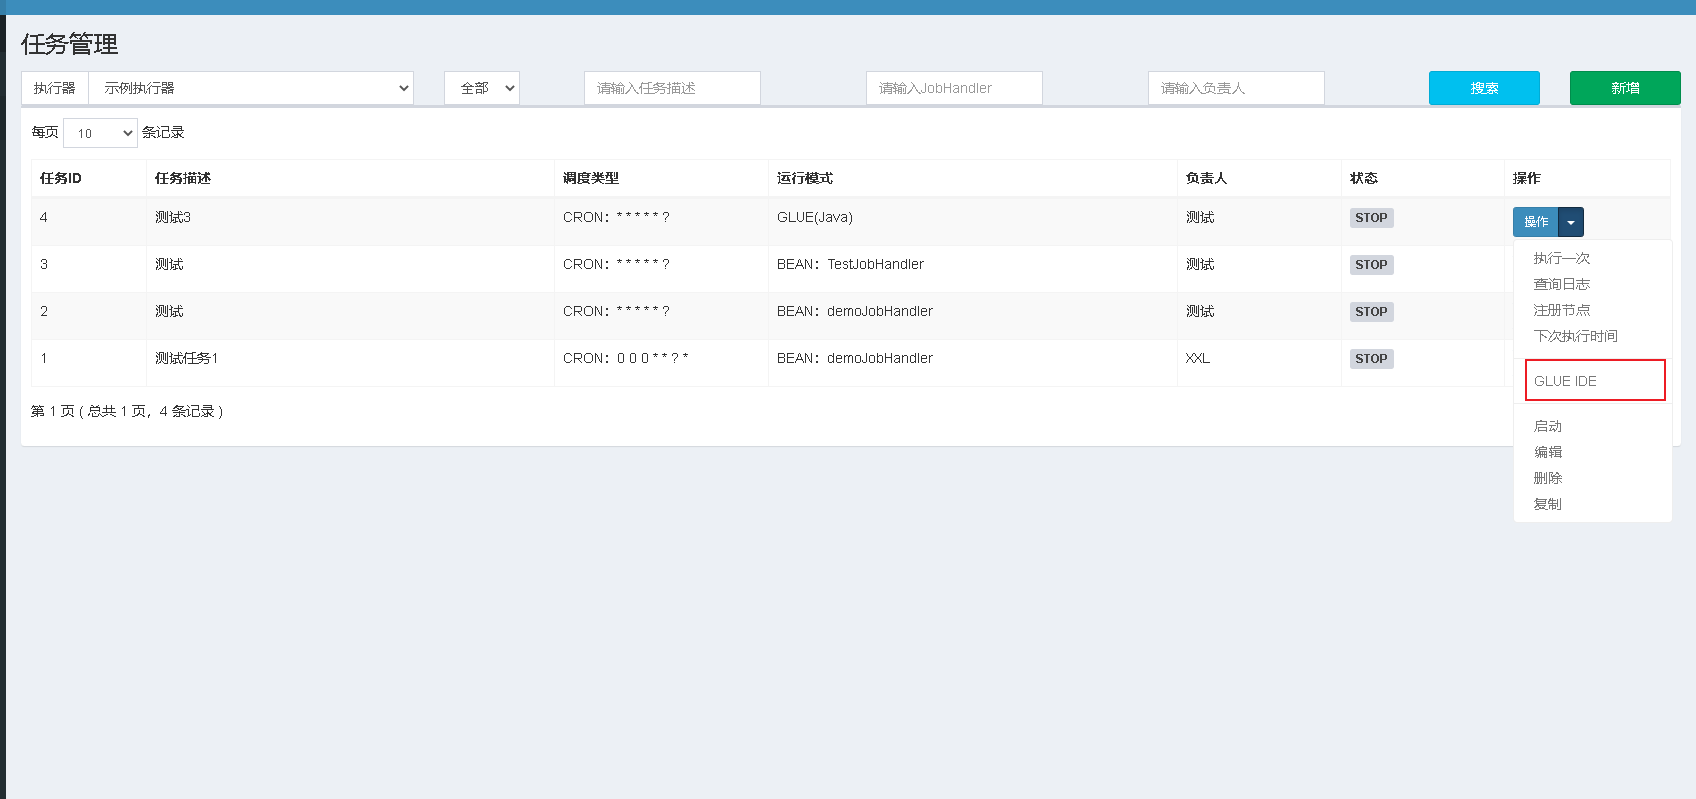 任务管理
执行器 示例执行器 全部 请输入任务描述 请输入JobHandler 请输入负责人 搜索 新增
每页 10 条记录
任务ID 任务描述 调度类型 运行模式 负责人 状态 操作
4 测试3 CRON：* * * * * ? GLUE(Java) 测试 STOP 操作
3 测试 CRON：* * * * * ? BEAN：TestJobHandler 测试 STOP
2 测试 CRON：* * * * * ? BEAN：demoJobHandler 测试 STOP
1 测试任务1 CRON：0 0 0 * * ? * BEAN：demoJobHandler XXL STOP
第 1 页 ( 总共 1 页，4 条记录 )
执行一次
查询日志
注册节点
下次执行时间
GLUE IDE
启动
编辑
删除
复制